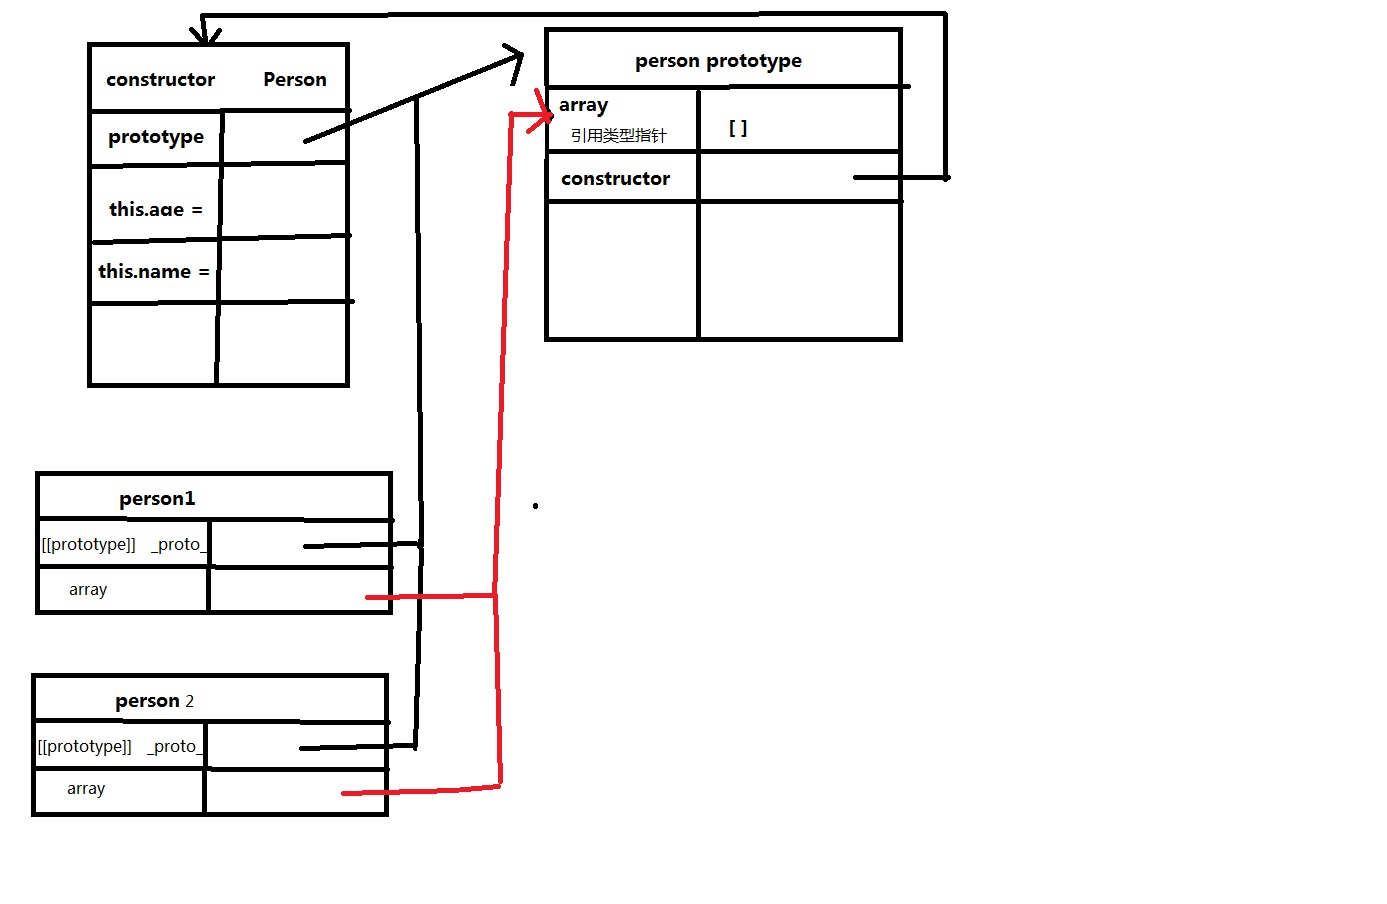 constructor Person
prototype
this.age =
this.name =
person prototype
array
引用类型指针
[ ]
constructor
person1
[[prototype]] _proto_
array
person 2
[[prototype]] _proto_
array